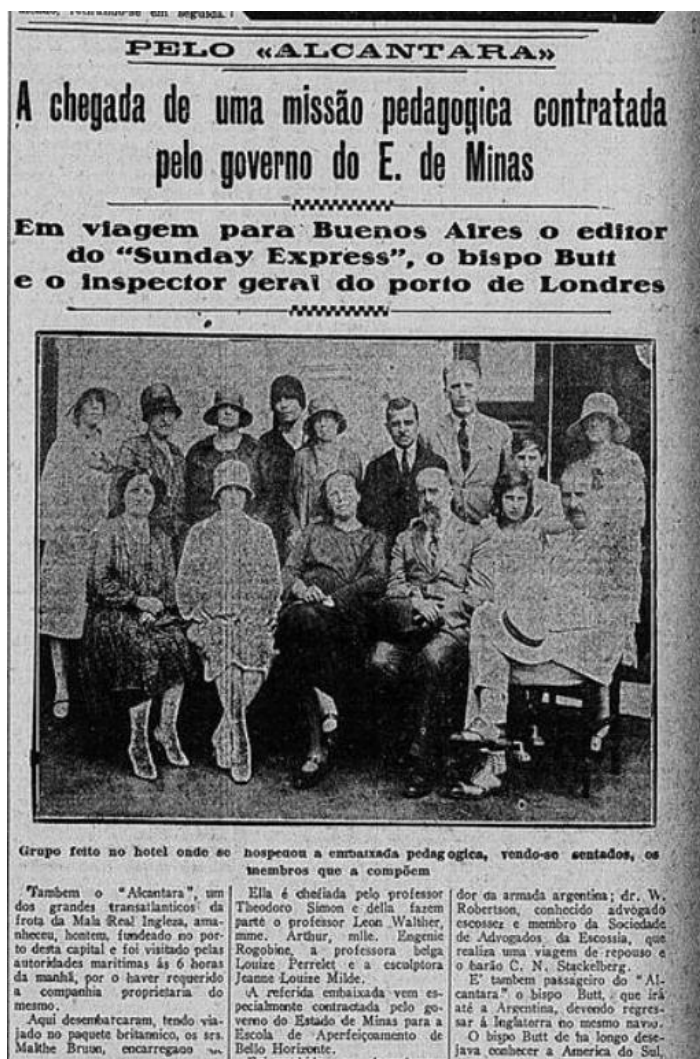 retirando-se em seguida.
PELO «ALCANTARA»
A chegada de uma missão pedagogica contratada
pelo governo do E. de Minas
Em viagem para Buenos Aires o editor
do "Sunday Express", o bispo Butt
e o inspector geral do porto de Londres
Grupo feito no hotel onde se hospedou a embaixada pedagogica, vendo-se sentados, os
membros que a compõem
Tambem o "Alcantara", um
dos grandes transatlanticos da
frota da Mala Real Ingleza, ama-
nheceu, hontem, fundeado no por-
to desta capital e foi visitado pelas
autoridades maritimas ás 6 horas
da manhã, por o haver requerido
a companhia proprietaria do
mesmo.
Aqui desembarcaram, tendo via-
jado no paquete britannico, os srs.
Malthe Bruun, encarregado
Ella é chefiada pelo professor
Theodoro Simon e della fazem
parte o professor Leon Walther,
mme. Arthur, mlle. Engenie
Rogobine, a professora belga
Louize Perrelet e a esculptora
Jeanne Louize Milde.
A referida embaixada vem es-
pecialmente contractada pelo go-
verno do Estado de Minas para a
Escola de Aperfeiçoamento de
Bello Horizonte.
dor da armada argentina; dr. W.
Robertson, conhecido advogado
escossez e membro da Sociedade
de Advogados da Escossia, que
realiza uma viagem de repouso e
o barão C. N. Stackelberg.
E' tambem passageiro do "Al-
cantara" o bispo Butt, que irá
até a Argentina, devendo regres-
sar á Inglaterra no mesmo navio.
O bispo Butt de ha longo dese-
java conhecer a America do Sul,